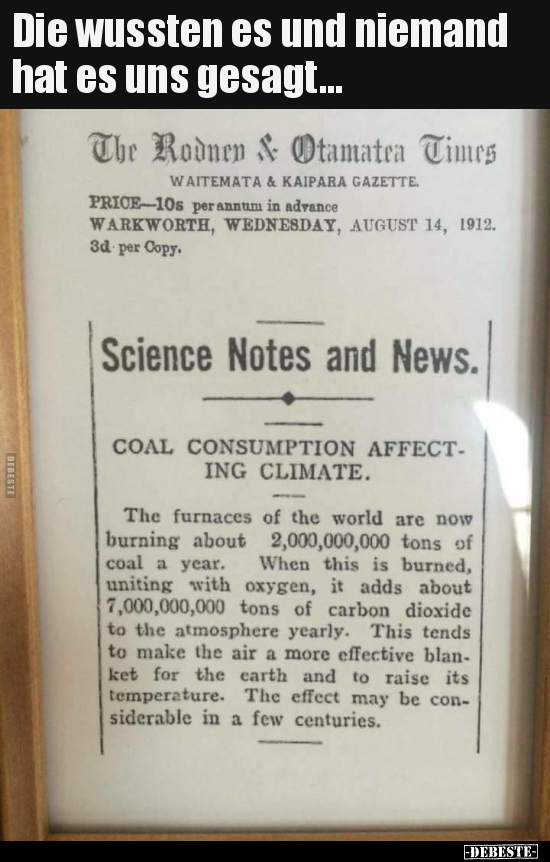 Die wussten es und niemand
hat es uns gesagt...
The Rodney & Otamatea Times
WAITEMATA & KAIPARA GAZETTE.
PRICE—10s per annum in advance
WARKWORTH, WEDNESDAY, AUGUST 14, 1912.
3d per Copy.
Science Notes and News.
COAL CONSUMPTION AFFECT-
ING CLIMATE.
The furnaces of the world are now
burning about 2,000,000,000 tons of
coal a year. When this is burned,
uniting with oxygen, it adds about
7,000,000,000 tons of carbon dioxide
to the atmosphere yearly. This tends
to make the air a more effective blan-
ket for the earth and to raise its
temperature. The effect may be con-
siderable in a few centuries.
DEBESTE
-DEBESTE-